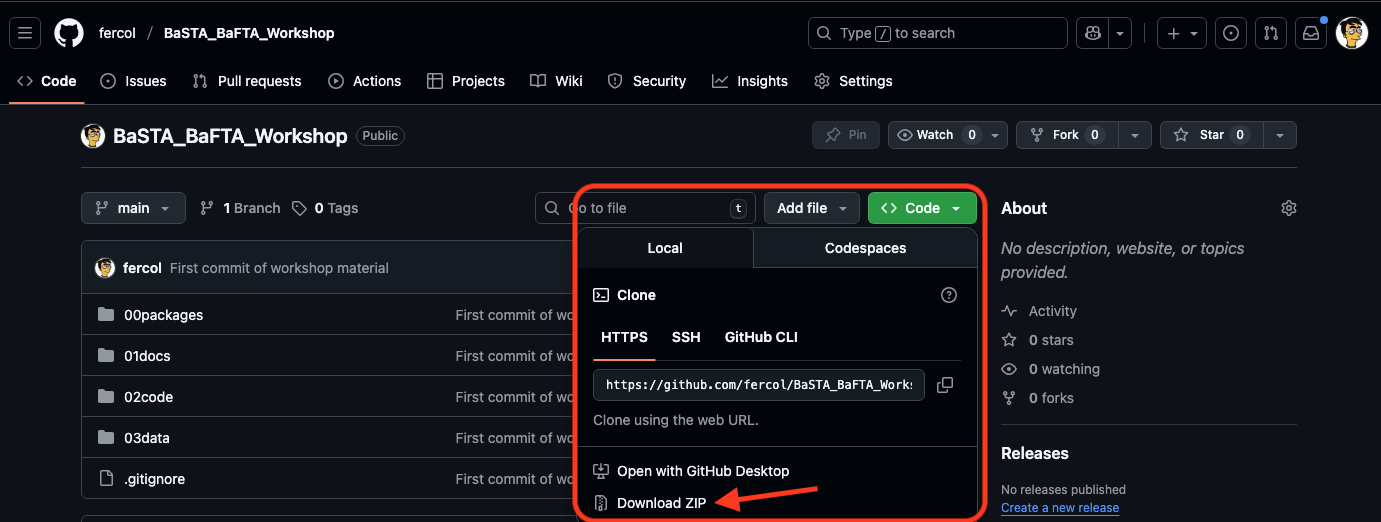 fercol / BaSTA_BaFTA_Workshop
Type / to search
Code Issues Pull requests Actions Projects Wiki Security Insights Settings
BaSTA_BaFTA_Workshop Public
Pin Watch 0 Fork 0 Star 0
main 1 Branch 0 Tags Go to file t Add file Code
fercol First commit of workshop material
00packages First commit of wo
01docs First commit of wo
02code First commit of wo
03data First commit of wo
.gitignore First commit of wo
Local Codespaces
Clone
HTTPS SSH GitHub CLI
https://github.com/fercol/BaSTA_BaFTA_Works
Clone using the web URL.
Open with GitHub Desktop
Download ZIP
About
No description, website, or topics
provided.
Activity
0 stars
0 watching
0 forks
Releases
No releases published
Create a new release